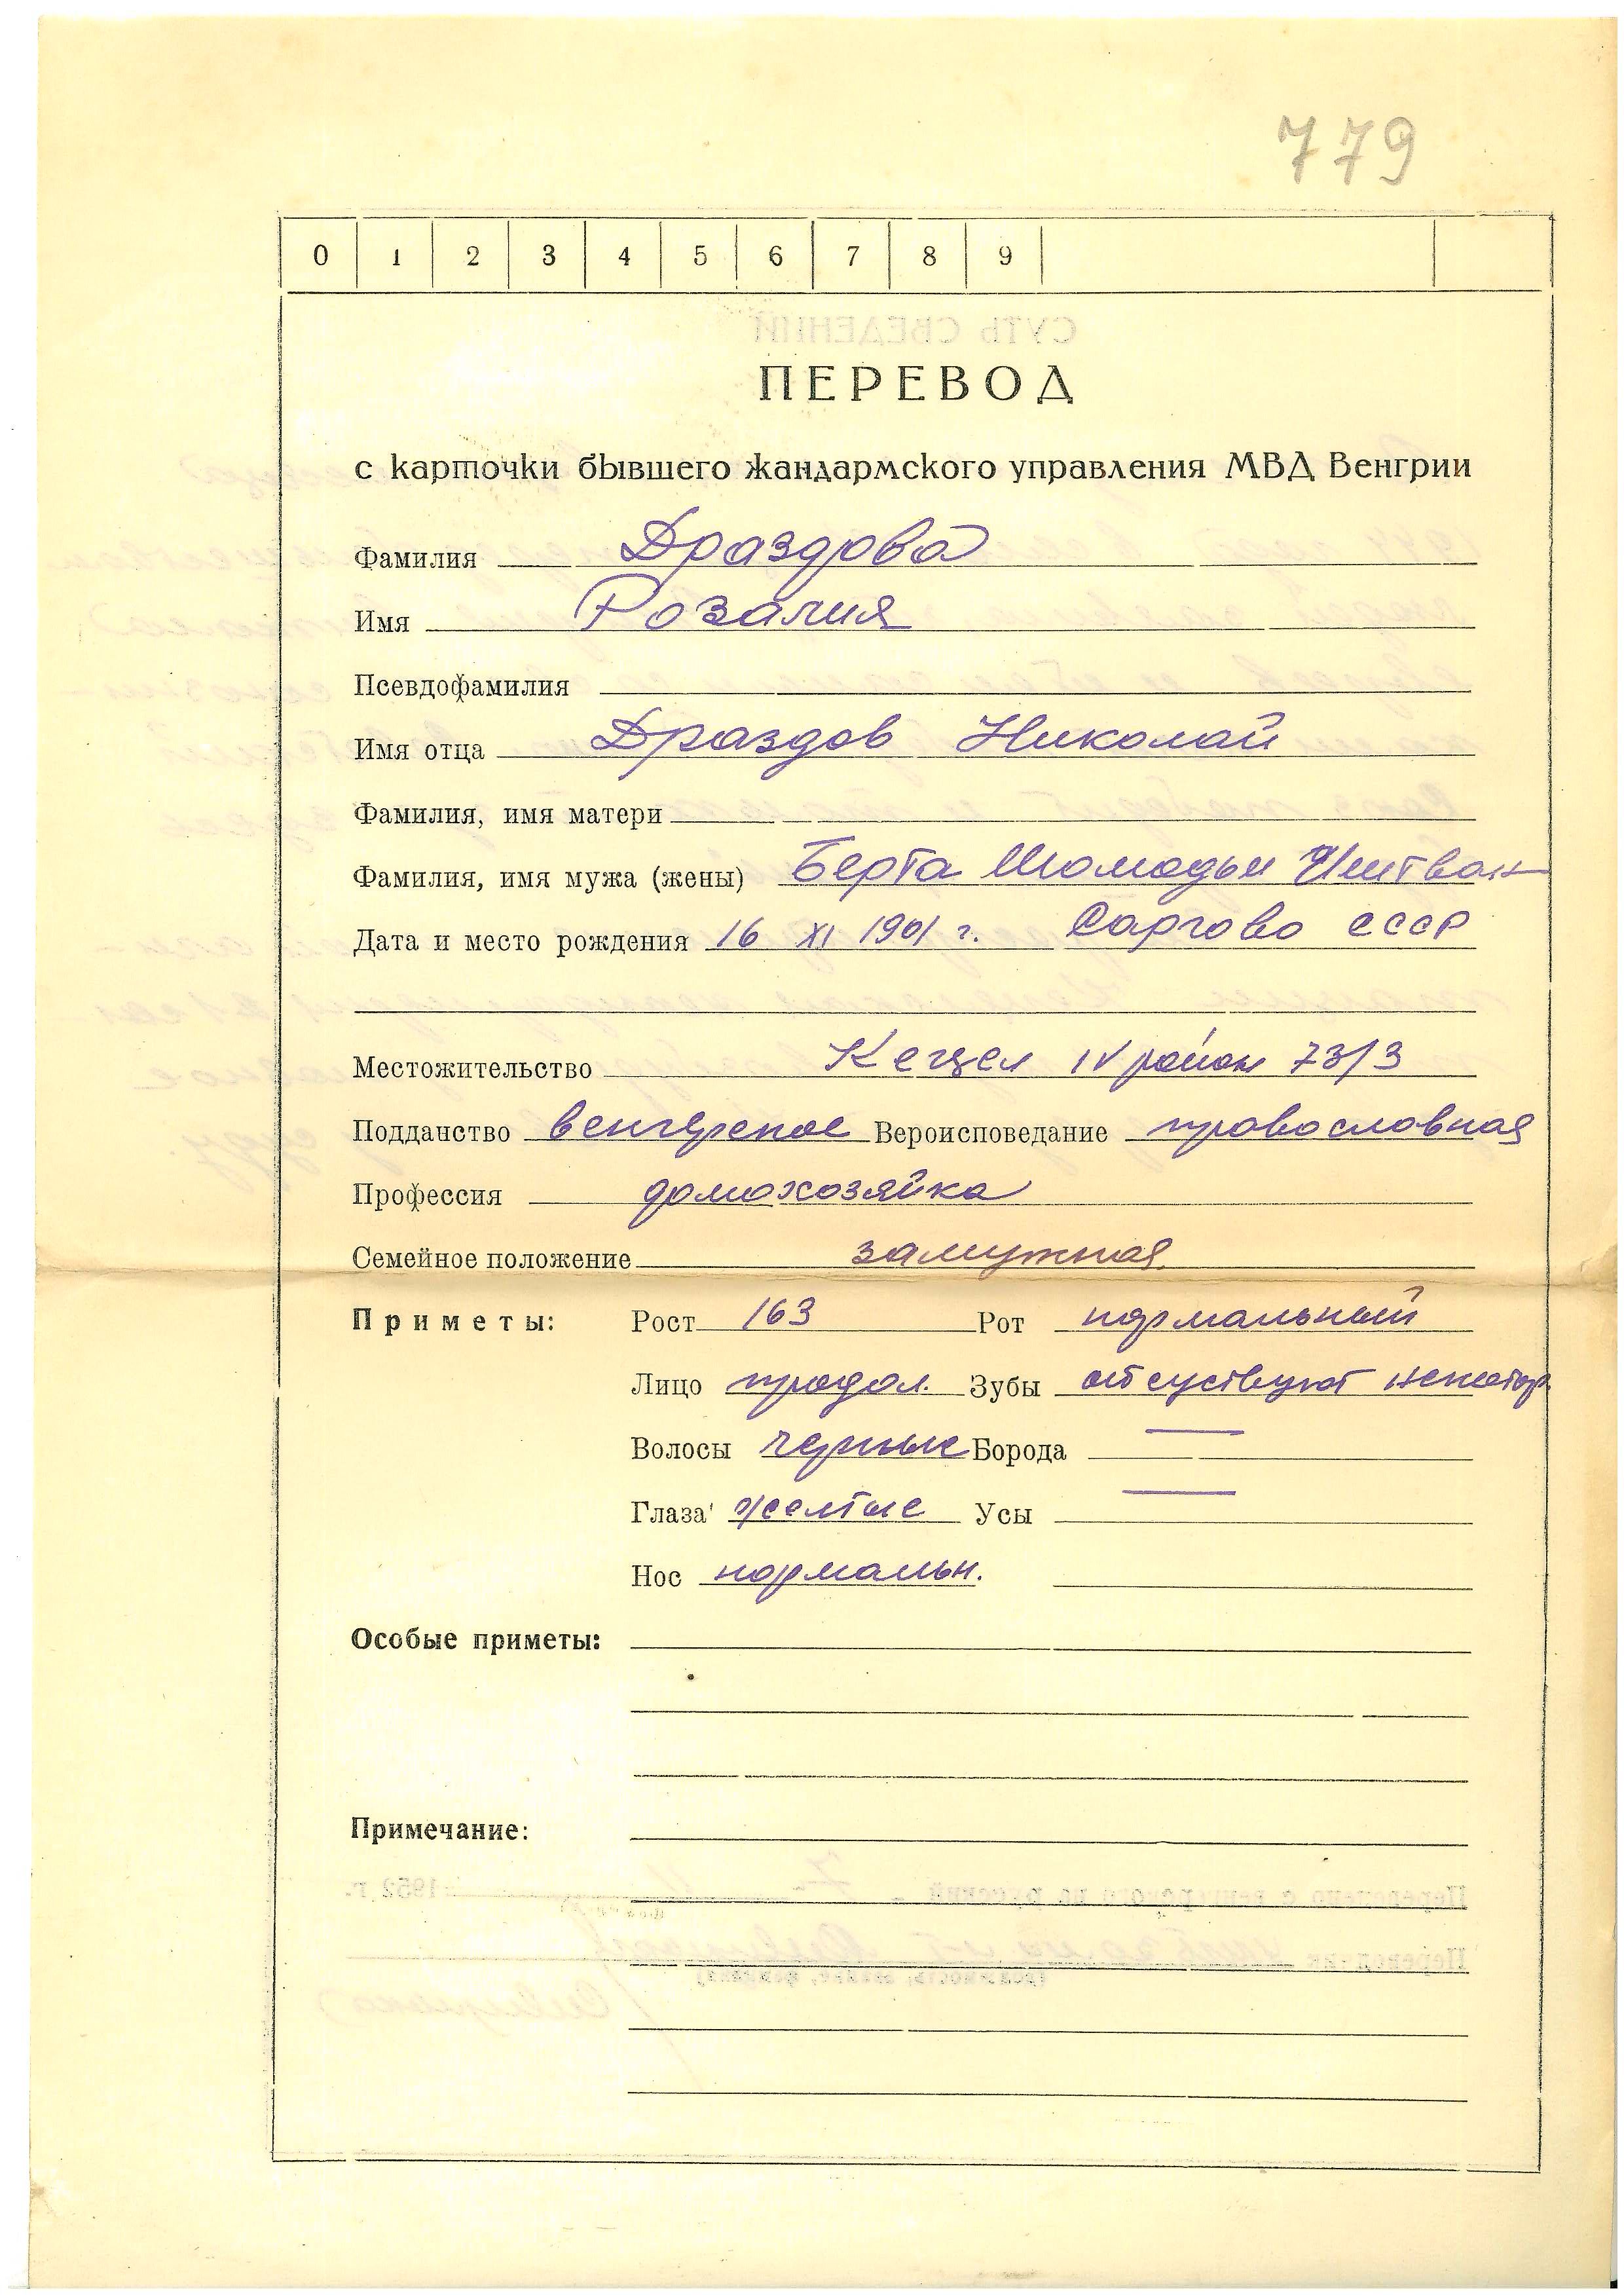 779
0 1 2 3 4 5 6 7 8 9
ПЕРЕВОД
с карточки бывшего жандармского управления МВД Венгрии
Фамилия Драздова
Имя Розалия
Псевдофамилия
Имя отца Драздов Николай
Фамилия, имя матери
Фамилия, имя мужа (жены) Берта Шомодьи Иштван
Дата и место рождения 16 XI 1901 г. Саргово СССР
Местожительство Кецел IV район 73/3
Подданство венгерское Вероисповедание православная
Профессия домохозяйка
Семейное положение замужная.
Приметы: Рост 163 Рот нормальный
Лицо продол. Зубы отсуствуют некотор.
Волосы черные Борода —
Глаза желтые Усы —
Нос нормальн.
Особые приметы:
Примечание: